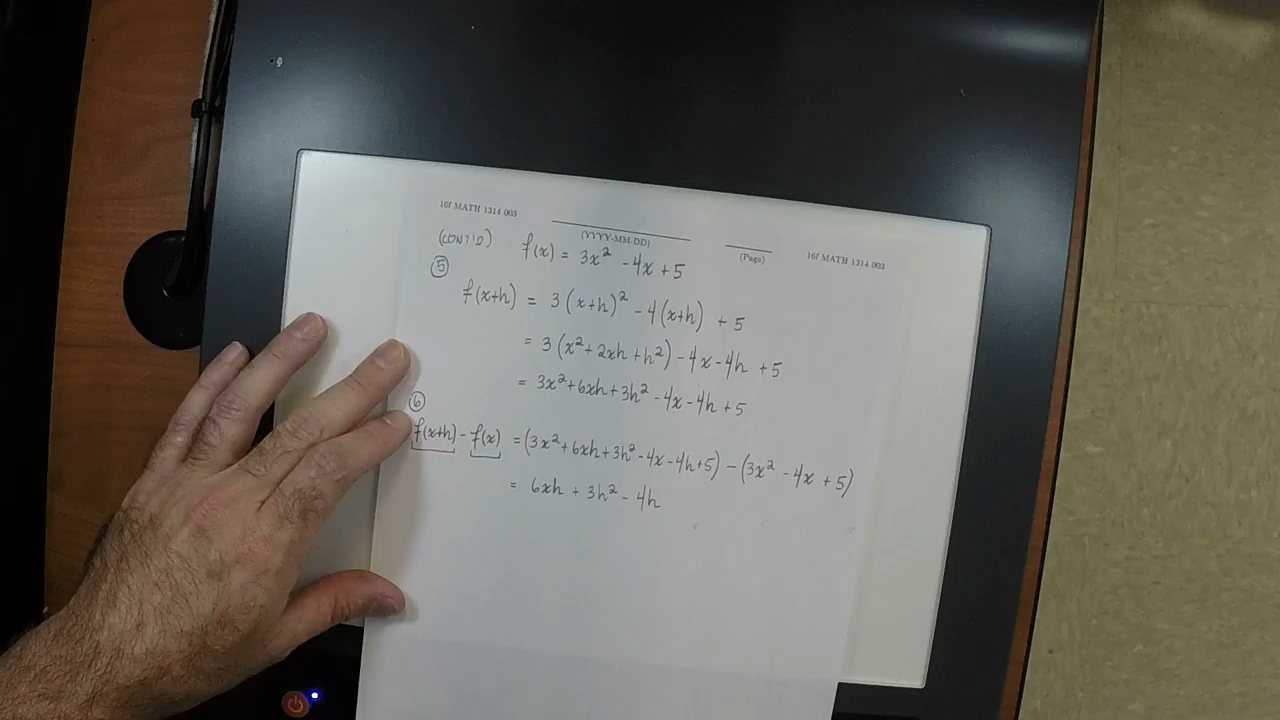 16f MATH 1314 003
(YYYY-MM-DD)
(Page)
16f MATH 1314 003
(CONT'D) f(x) = 3x² - 4x + 5
⑤
f(x+h) = 3(x+h)² - 4(x+h) + 5
= 3(x² + 2xh + h²) - 4x - 4h + 5
= 3x² + 6xh + 3h² - 4x - 4h + 5
⑥
f(x+h) - f(x) = (3x² + 6xh + 3h² - 4x - 4h + 5) - (3x² - 4x + 5)
= 6xh + 3h² - 4h